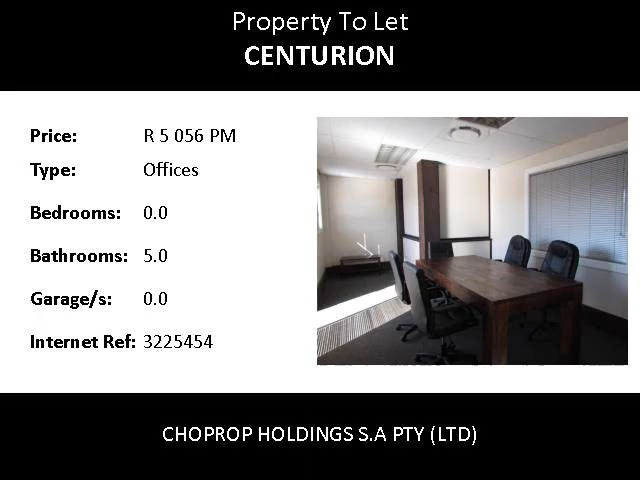 Property To Let
CENTURION
Price: R 5 056 PM
Type: Offices
Bedrooms: 0.0
Bathrooms: 5.0
Garage/s: 0.0
Internet Ref: 3225454
CHOPROP HOLDINGS S.A PTY (LTD)